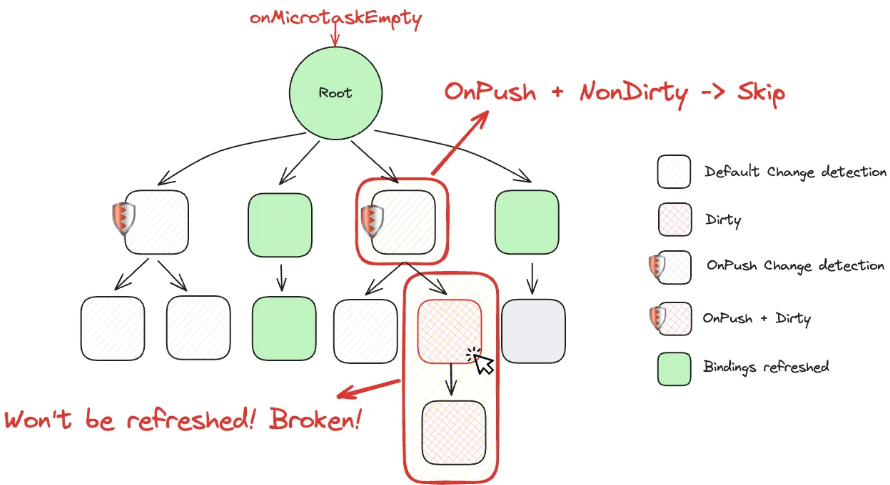 onMicrotaskEmpty
Root
OnPush + NonDirty -> Skip
Default Change detection
Dirty
OnPush Change detection
OnPush + Dirty
Bindings refreshed
Won't be refreshed! Broken!